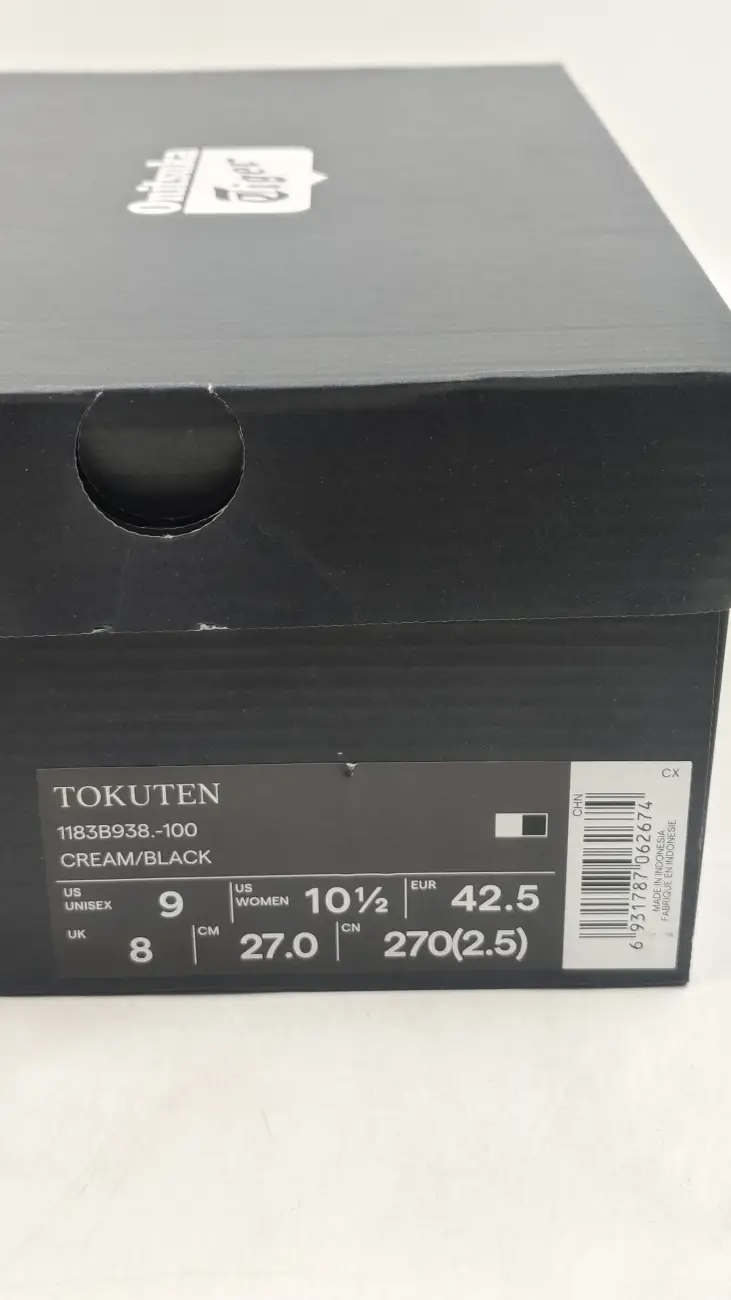 Onitsuka
Tiger
TOKUTEN
1183B938.-100
CREAM/BLACK
US UNISEX 9 US WOMEN 10½ EUR 42.5
UK 8 CM 27.0 CN 270(2.5)
CX
CHN
6 931787 062674
MADE IN INDONESIA
FABRIQUE EN INDONESIE